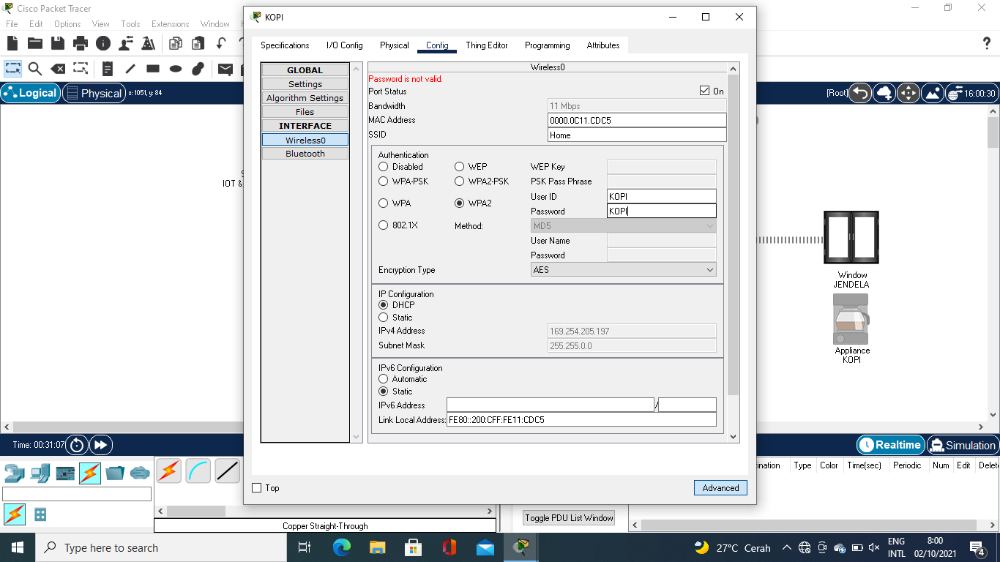 Cisco Packet Tracer
File Edit Options View Tools Extensions Window
KOPI
Specifications I/O Config Physical Config Thing Editor Programming Attributes
Logical Physical x: 1051, y: 84
[Root] 16:00:30
GLOBAL
Settings
Algorithm Settings
Files
INTERFACE
Wireless0
Bluetooth
Wireless0
Password is not valid.
Port Status On
Bandwidth 11 Mbps
MAC Address 0000.0C11.CDC5
SSID Home
Authentication
Disabled WEP WEP Key
WPA-PSK WPA2-PSK PSK Pass Phrase
WPA WPA2 User ID KOPI
Password KOPI
802.1X Method: MD5
User Name
Password
Encryption Type AES
IP Configuration
DHCP
Static
IPv4 Address 169.254.205.197
Subnet Mask 255.255.0.0
IPv6 Configuration
Automatic
Static
IPv6 Address /
Link Local Address: FE80::200:CFF:FE11:CDC5
Top Advanced
IOT &
Window
JENDELA
Appliance
KOPI
Time: 00:31:07
Realtime Simulation
Type Color Time(sec) Periodic Num Edit
Copper Straight-Through
Toggle PDU List Window
Type here to search
27°C Cerah
ENG
INTL
8:00
02/10/2021
4